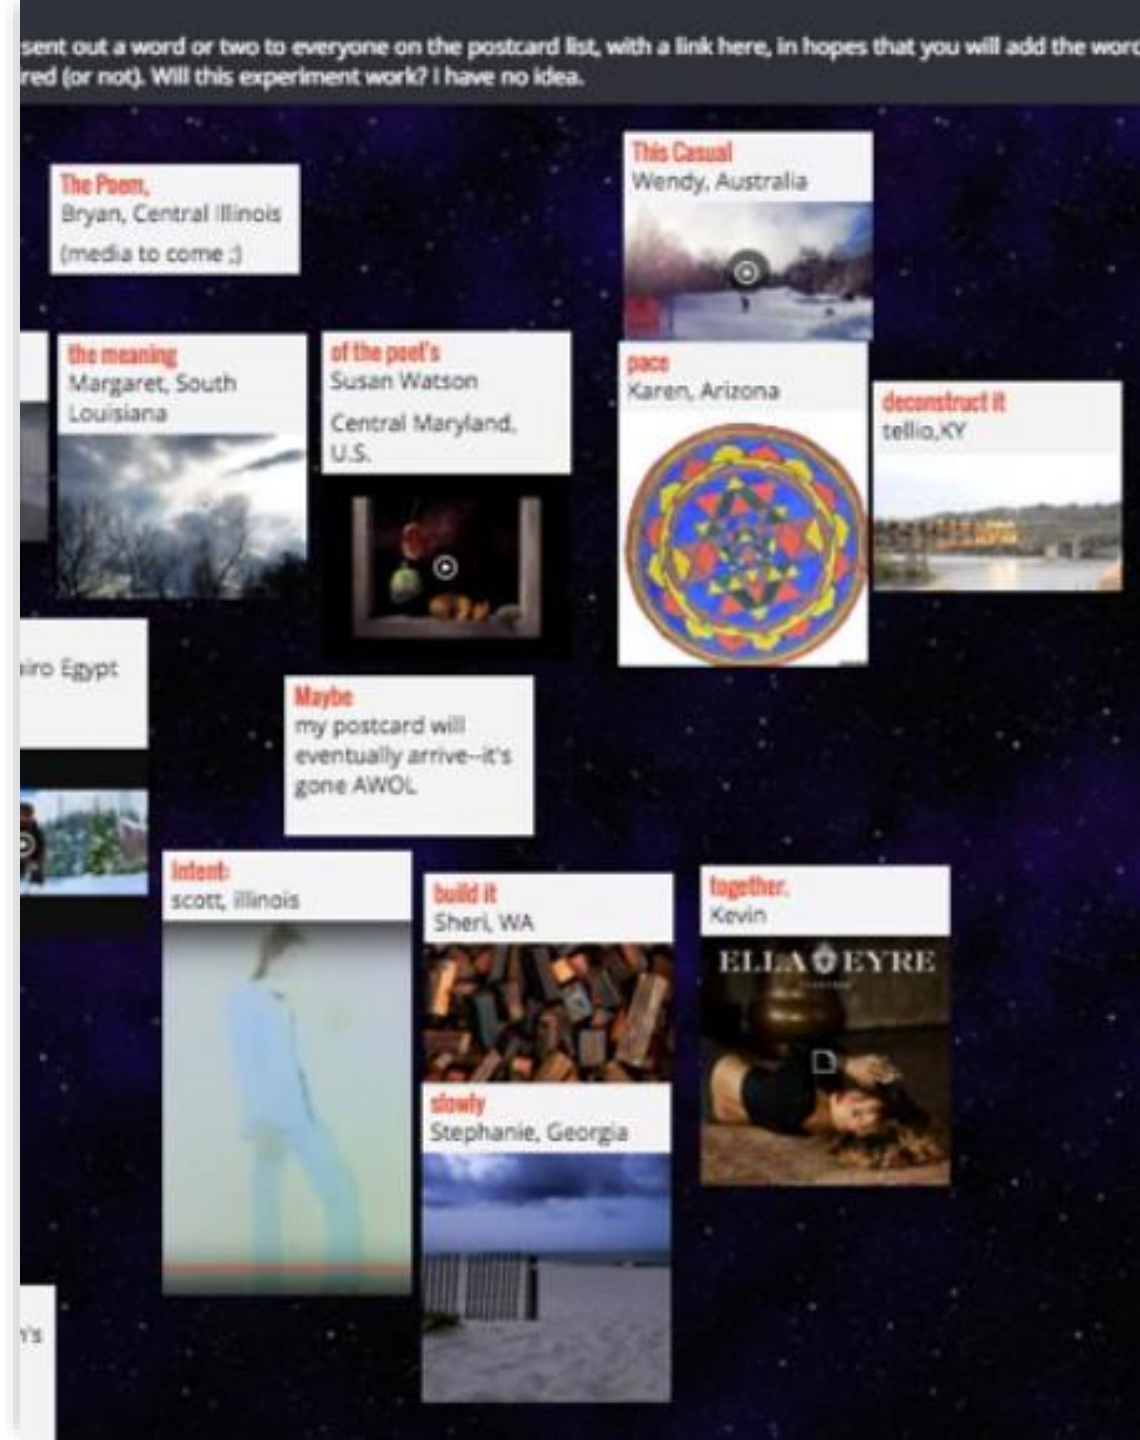 sent out a word or two to everyone on the postcard list, with a link here, in hopes that you will add the word
red (or not). Will this experiment work? I have no idea.
The Poem,
Bryan, Central Illinois
(media to come ;)
This Casual
Wendy, Australia
the meaning
Margaret, South
Louisiana
of the poet's
Susan Watson
Central Maryland,
U.S.
pace
Karen, Arizona
deconstruct it
tellio,KY
iro Egypt
Maybe
my postcard will
eventually arrive--it's
gone AWOL
Intent:
scott, illinois
build it
Sheri, WA
together.
Kevin
ELLA EYRE
TOGETHER
slowly
Stephanie, Georgia
n's